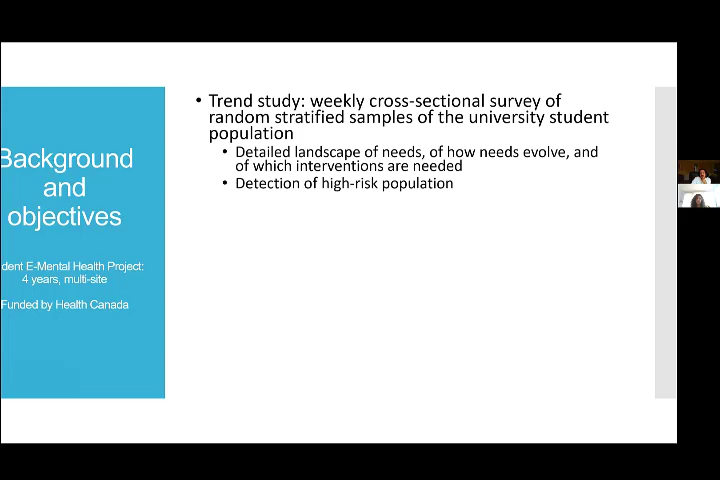 Background
and
objectives
dent E-Mental Health Project:
4 years, multi-site
Funded by Health Canada
• Trend study: weekly cross-sectional survey of
random stratified samples of the university student
population
• Detailed landscape of needs, of how needs evolve, and
of which interventions are needed
• Detection of high-risk population